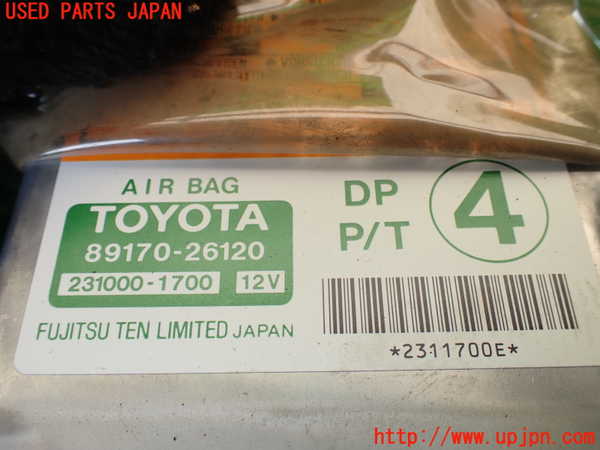 USED PARTS JAPAN
AIR BAG
TOYOTA
89170-26120
231000-1700 12V
FUJITSU TEN LIMITED JAPAN
DP
P/T
4
*2311700E*
http://www.upjpn.com